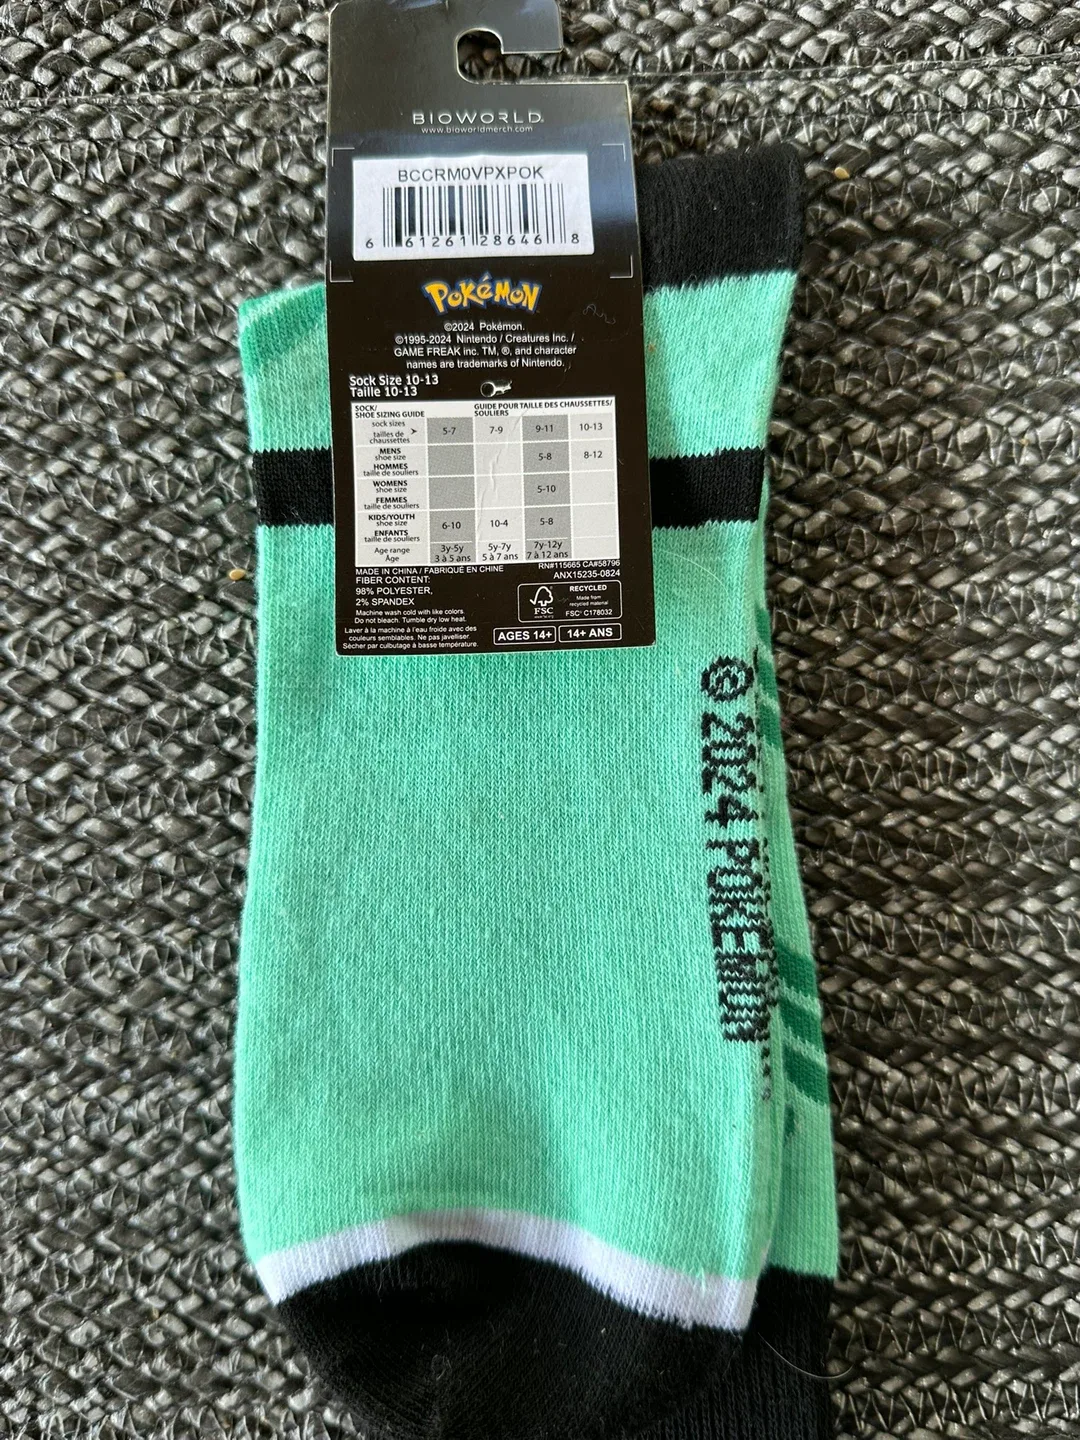 BIOWORLD.
www.bioworldmerch.com
BCCRM0VPXPOK
6 61261 28646 8
POKéMON
©2024 Pokémon.
©1995-2024 Nintendo / Creatures Inc. /
GAME FREAK inc. TM, ®, and character
names are trademarks of Nintendo.
Sock Size 10-13
Taille 10-13
SOCK/ GUIDE POUR TAILLE DES CHAUSSETTES/
SHOE SIZING GUIDE SOULIERS
sock sizes
tailles de chaussettes 5-7 7-9 9-11 10-13
MENS
shoe size 5-8 8-12
HOMMES
taille de souliers
WOMENS
shoe size 5-10
FEMMES
taille de souliers
KIDS/YOUTH
shoe size 6-10 10-4 5-8
ENFANTS
taille de souliers
Age range 3y-5y 5y-7y 7y-12y
Âge 3 à 5 ans 5 à 7 ans 7 à 12 ans
MADE IN CHINA / FABRIQUÉ EN CHINE
RN#115665 CA#58796
ANX15235-0824
FIBER CONTENT:
98% POLYESTER,
2% SPANDEX
Machine wash cold with like colors.
Do not bleach. Tumble dry low heat.
Laver à la machine à l'eau froide avec des
couleurs semblables. Ne pas javelliser.
Sécher par culbutage à basse température.
FSC
RECYCLED
Made from
recycled material
FSC® C178032
AGES 14+ 14+ ANS
© 2024 POKÉMON